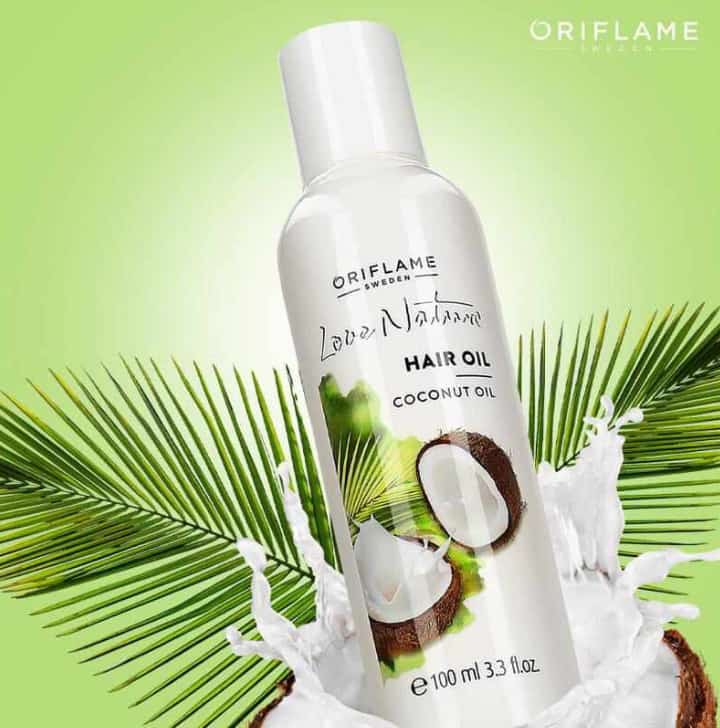 ORIFLAME
SWEDEN
ORIFLAME
SWEDEN
Love Nature
HAIR OIL
COCONUT OIL
e 100 ml 3.3 fl.oz